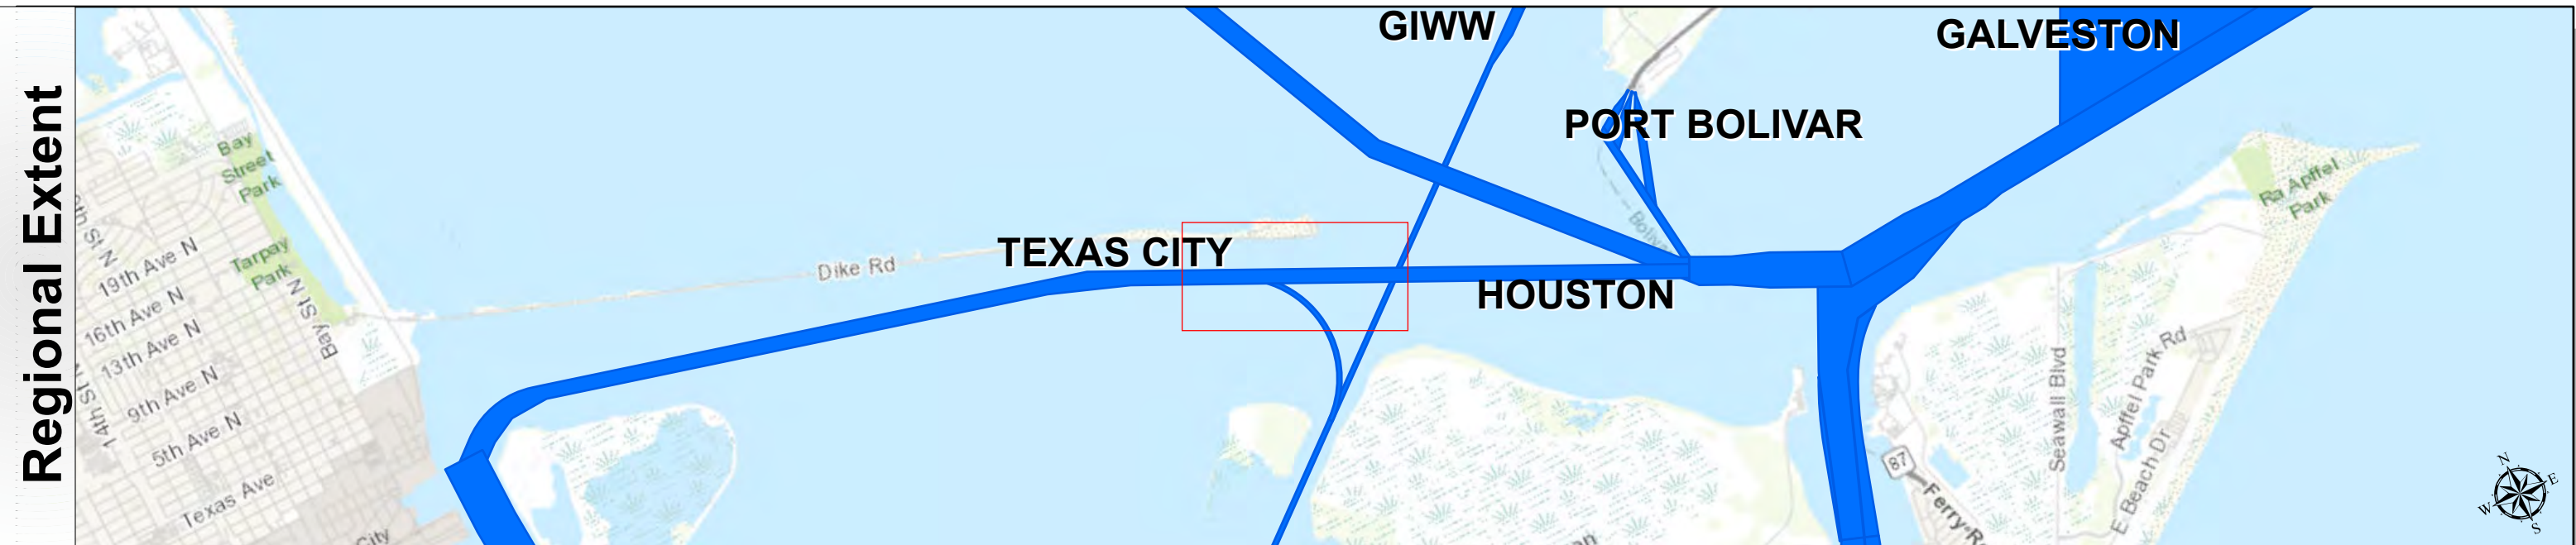 Regional Extent
GIWW
GALVESTON
PORT BOLIVAR
TEXAS CITY
HOUSTON
Bay
Street
Park
Tarpay
Park
19th Ave N
16th Ave N
13th Ave N
9th Ave N
5th Ave N
Texas Ave
14th St N
Bay St N
Dike Rd
Ra Apffel
Park
Seawall Blvd
Apffel Park Rd
E Beach Dr
87
City
N
E
S
W